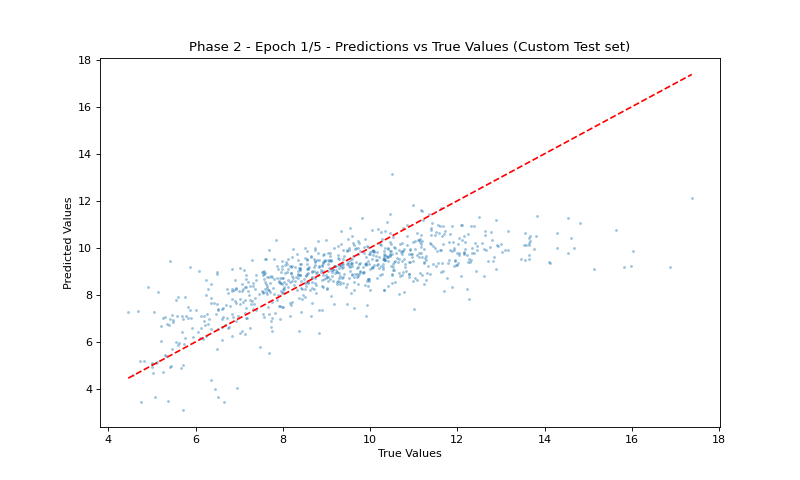 Phase 2 - Epoch 1/5 - Predictions vs True Values (Custom Test set)
18
16
14
12
10
8
6
4
Predicted Values
4 6 8 10 12 14 16 18
True Values